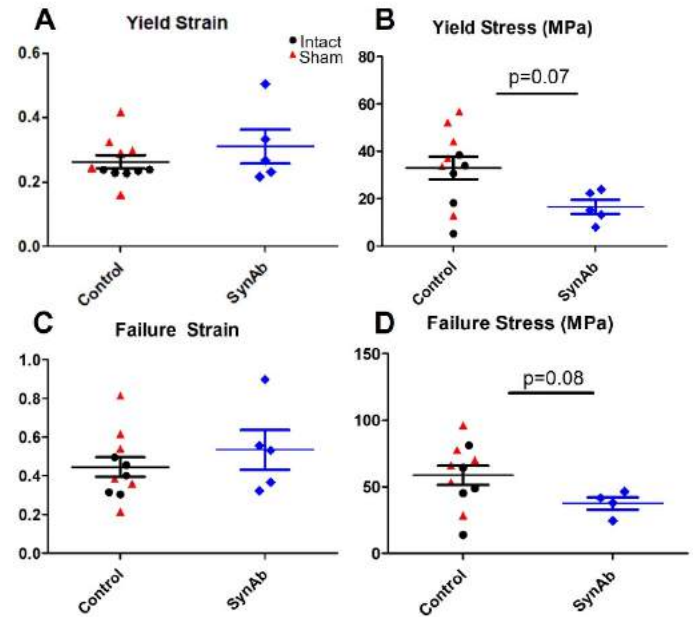 A
Yield Strain
Intact
Sham
0.6
0.4
0.2
0.0
Control
SynAb
B
Yield Stress (MPa)
p=0.07
80
60
40
20
0
Control
SynAb
C
Failure Strain
1.0
0.8
0.6
0.4
0.2
0.0
Control
SynAb
D
Failure Stress (MPa)
p=0.08
150
100
50
0
Control
SynAb